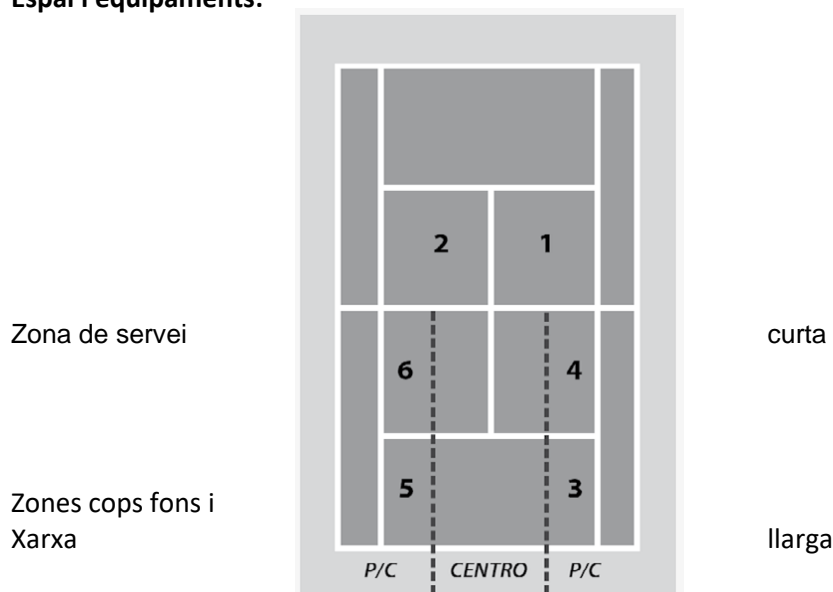 Espai i equipaments:
2 1
Zona de servei curta
6 4
5 3
Zones cops fons i
Xarxa llarga
P/C CENTRO P/C